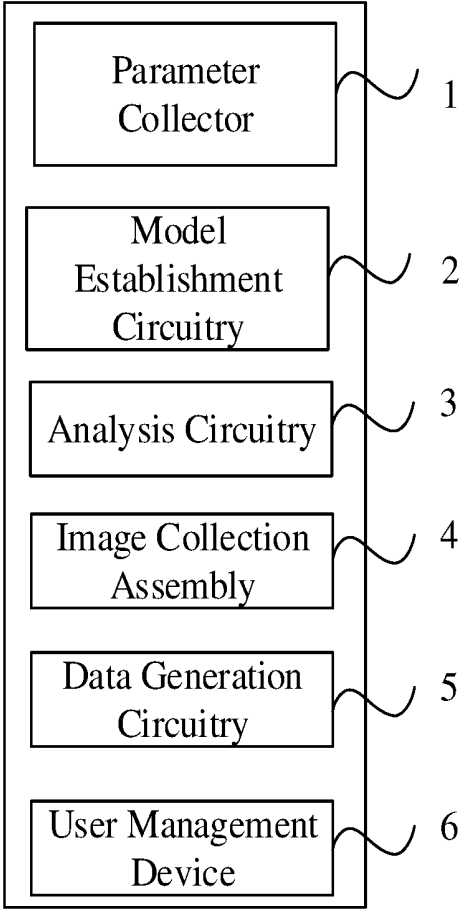 Parameter
Collector
1
Model
Establishment
Circuitry
2
Analysis Circuitry
3
Image Collection
Assembly
4
Data Generation
Circuitry
5
User Management
Device
6